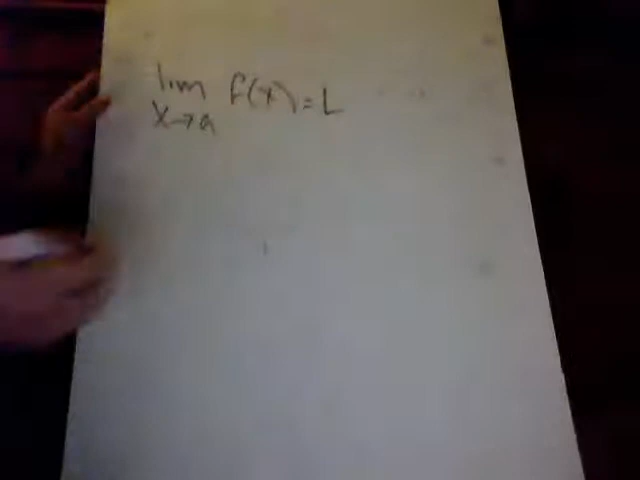 lim f(x) = L
x→a